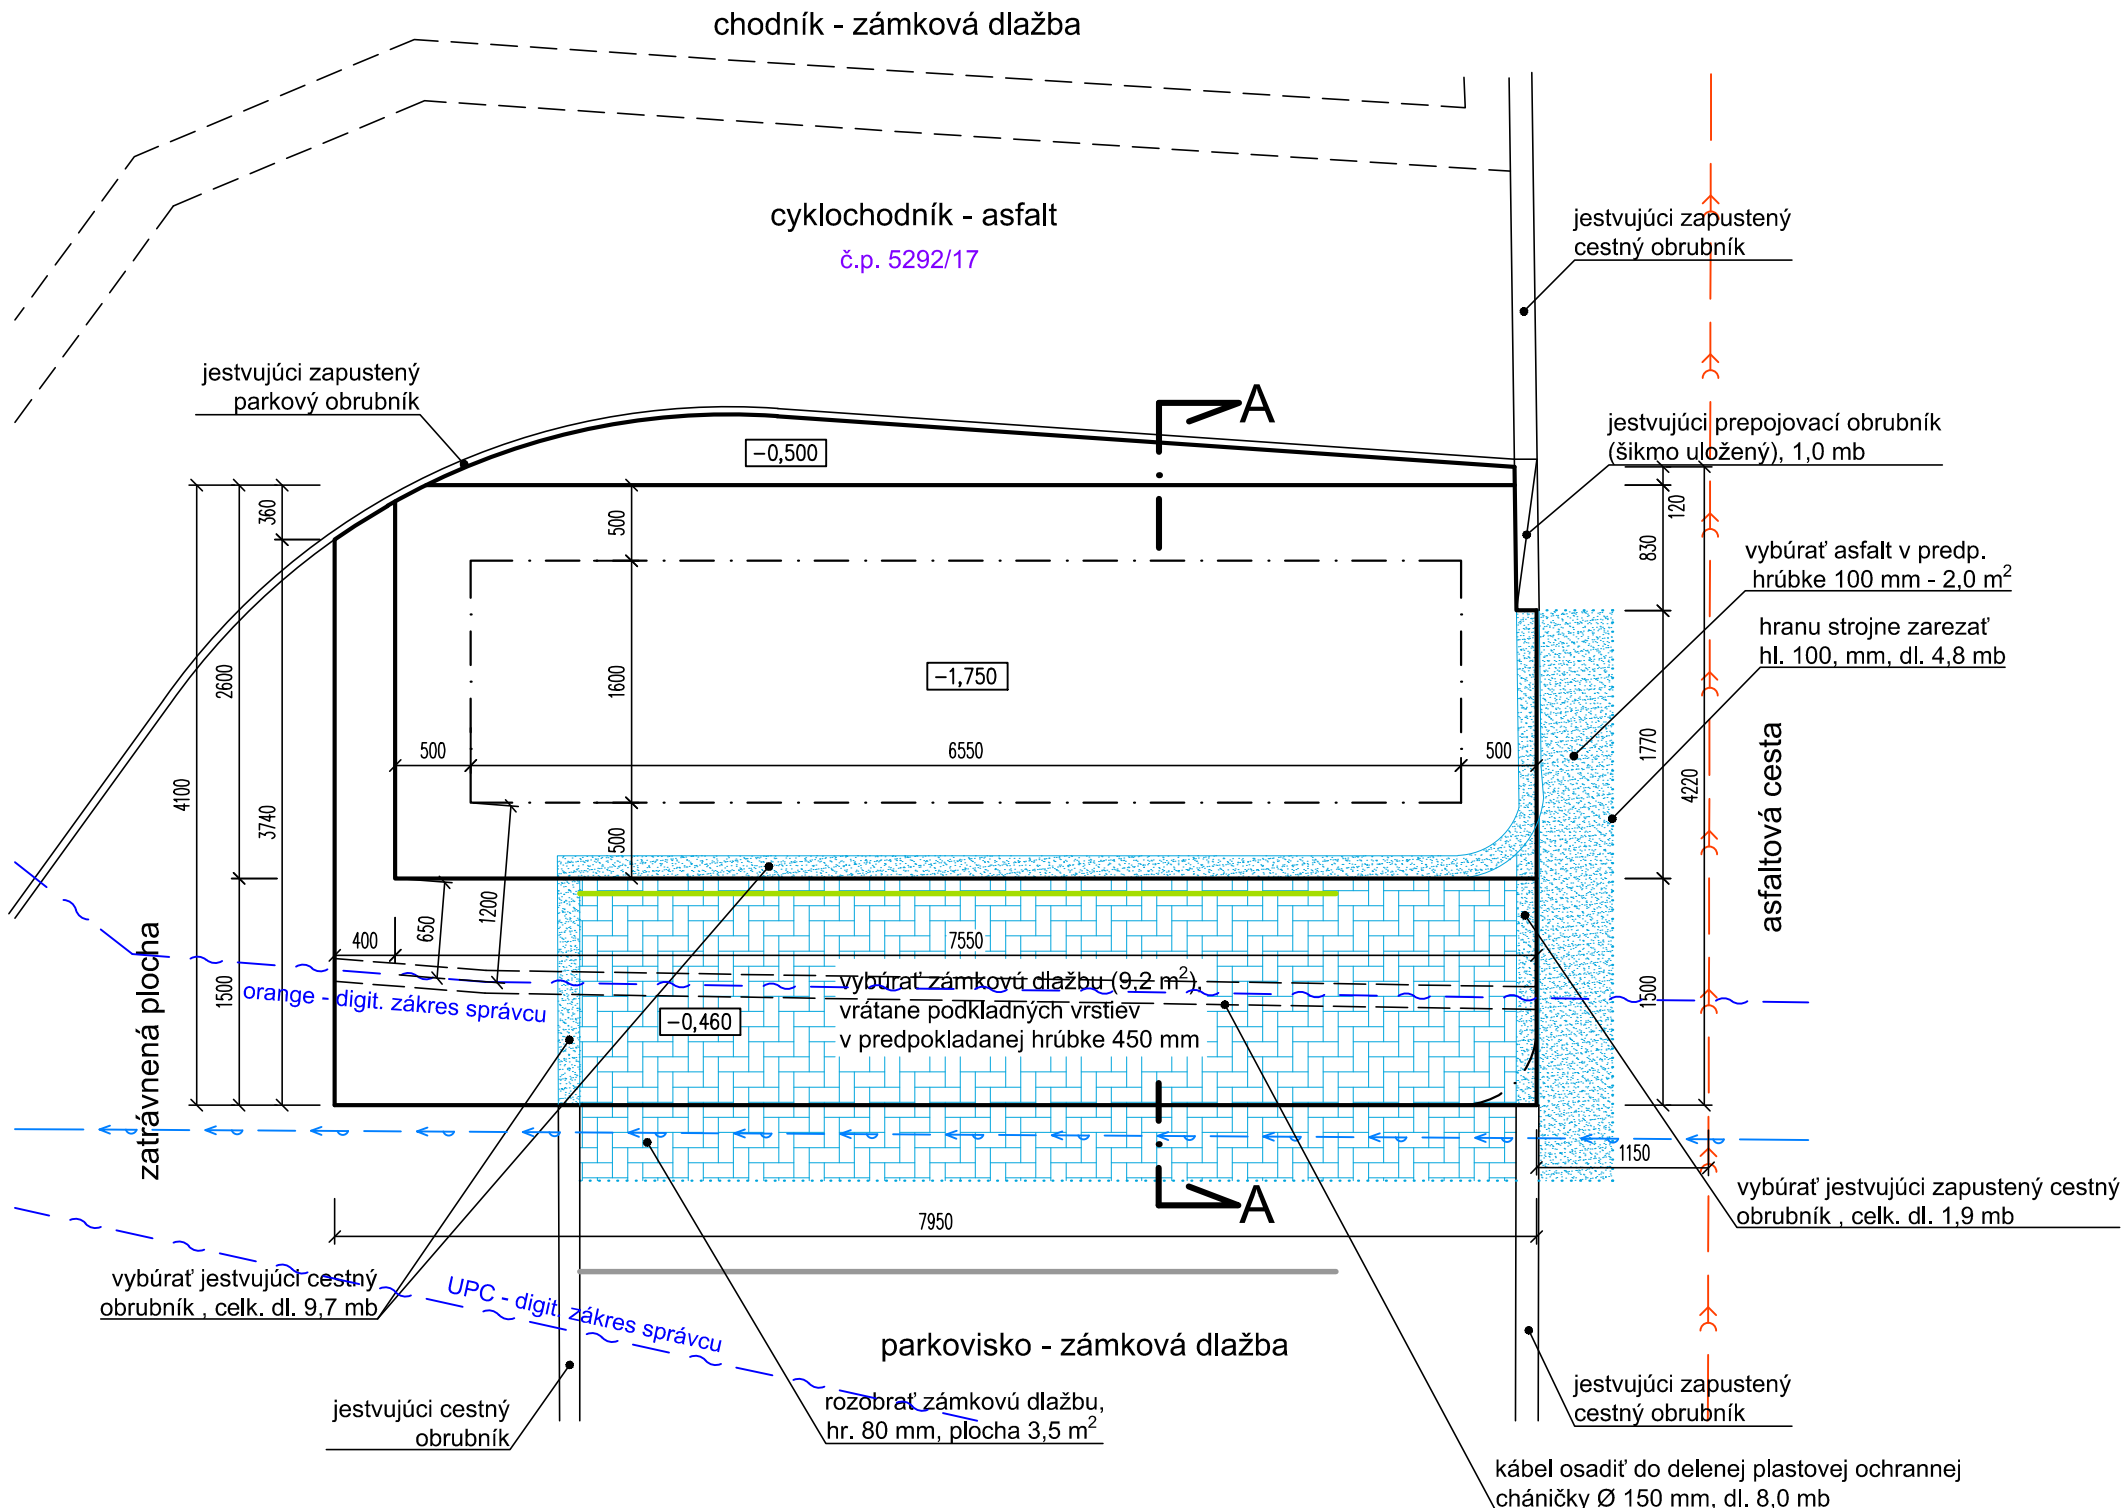 chodník - zámková dlažba
cyklochodník - asfalt
č.p. 5292/17
jestvujúci zapustený
cestný obrubník
jestvujúci zapustený
parkový obrubník
A
-0,500
jestvujúci prepojovací obrubník
(šikmo uložený), 1,0 mb
360
500
120
830
vybúrať asfalt v predp.
hrúbke 100 mm - 2,0 m²
hranu strojne zarezať
hl. 100, mm, dl. 4,8 mb
2600
1600
-1,750
500
6550
500
1770
4220
4100
3740
500
asfaltová cesta
1200
650
400
7550
zatrávnená plocha
1500
orange - digit. zákres správcu
vybúrať zámkovú dlažbu (9,2 m²),
vrátane podkladných vrstiev
v predpokladanej hrúbke 450 mm
-0,460
1500
1150
A
vybúrať jestvujúci zapustený cestný
obrubník , celk. dl. 1,9 mb
7950
vybúrať jestvujúci cestný
obrubník , celk. dl. 9,7 mb
UPC - digit. zákres správcu
parkovisko - zámková dlažba
jestvujúci cestný
obrubník
rozobrať zámkovú dlažbu,
hr. 80 mm, plocha 3,5 m²
jestvujúci zapustený
cestný obrubník
kábel osadiť do delenej plastovej ochrannej
cháničky Ø 150 mm, dl. 8,0 mb